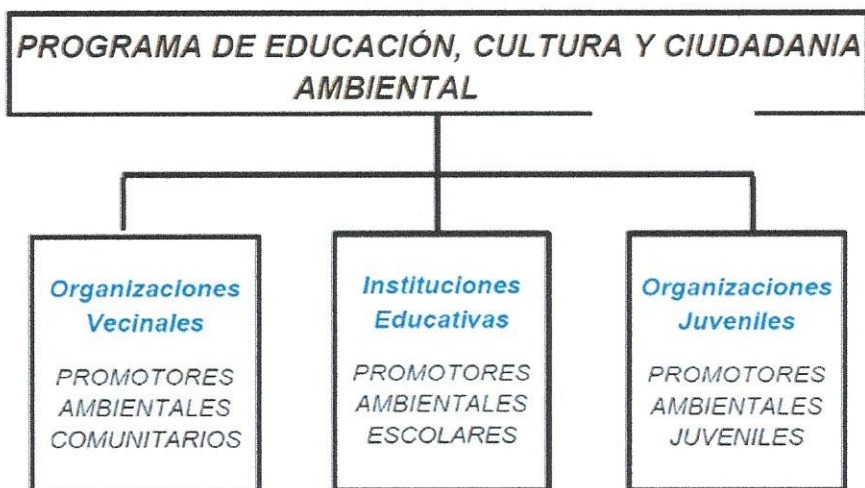 PROGRAMA DE EDUCACIÓN, CULTURA Y CIUDADANIA
AMBIENTAL
Organizaciones
Vecinales
PROMOTORES
AMBIENTALES
COMUNITARIOS
Instituciones
Educativas
PROMOTORES
AMBIENTALES
ESCOLARES
Organizaciones
Juveniles
PROMOTORES
AMBIENTALES
JUVENILES